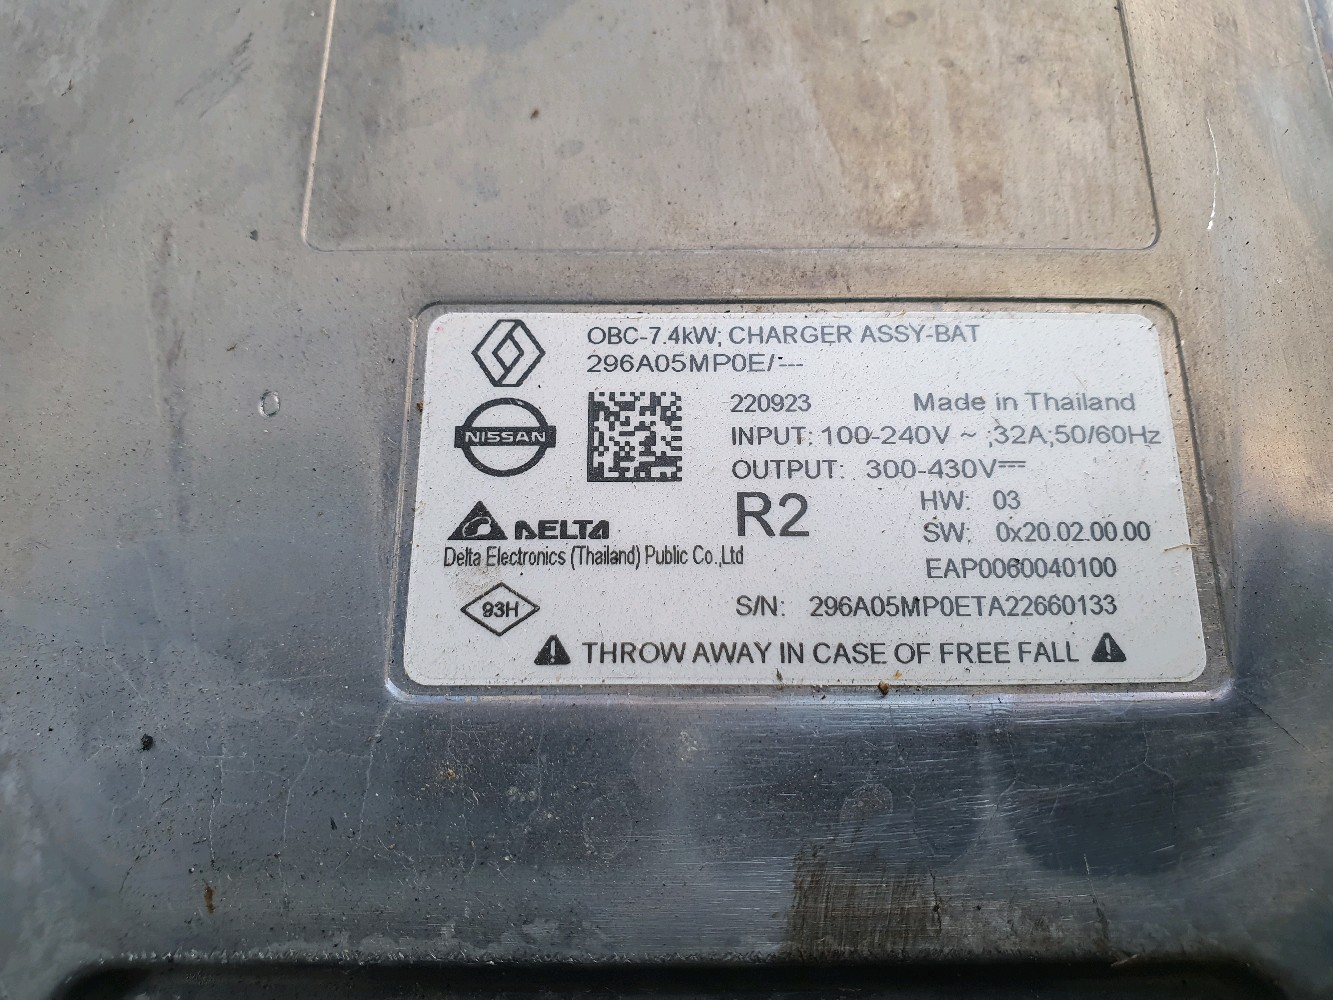 OBC-7.4kW; CHARGER ASSY-BAT
296A05MP0E/---
NISSAN
220923 Made in Thailand
INPUT: 100-240V ~ ;32A;50/60Hz
OUTPUT: 300-430V⎓
R2 HW: 03
SW: 0x20.02.00.00
DELTA
Delta Electronics (Thailand) Public Co.,Ltd
EAP0060040100
93H
S/N: 296A05MP0ETA22660133
THROW AWAY IN CASE OF FREE FALL